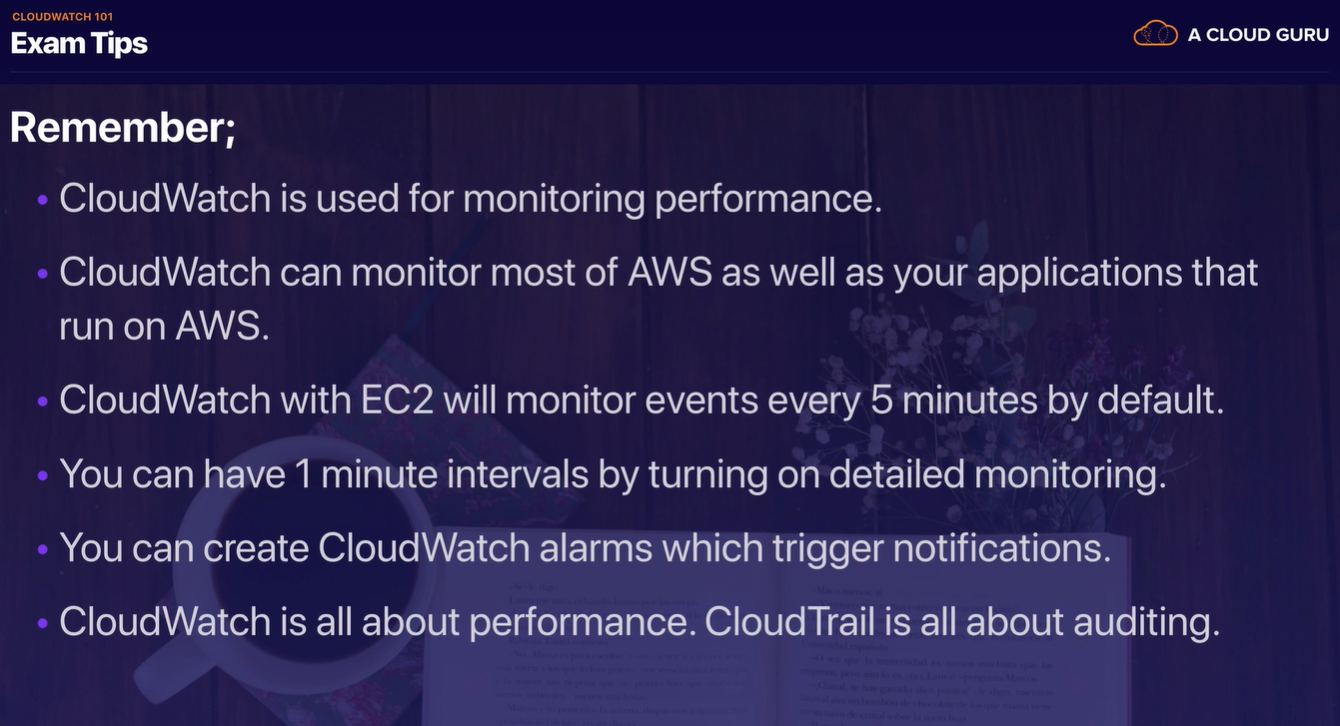 CLOUDWATCH 101
Exam Tips
A CLOUD GURU
Remember;
• CloudWatch is used for monitoring performance.
• CloudWatch can monitor most of AWS as well as your applications that
run on AWS.
• CloudWatch with EC2 will monitor events every 5 minutes by default.
• You can have 1 minute intervals by turning on detailed monitoring.
• You can create CloudWatch alarms which trigger notifications.
• CloudWatch is all about performance. CloudTrail is all about auditing.